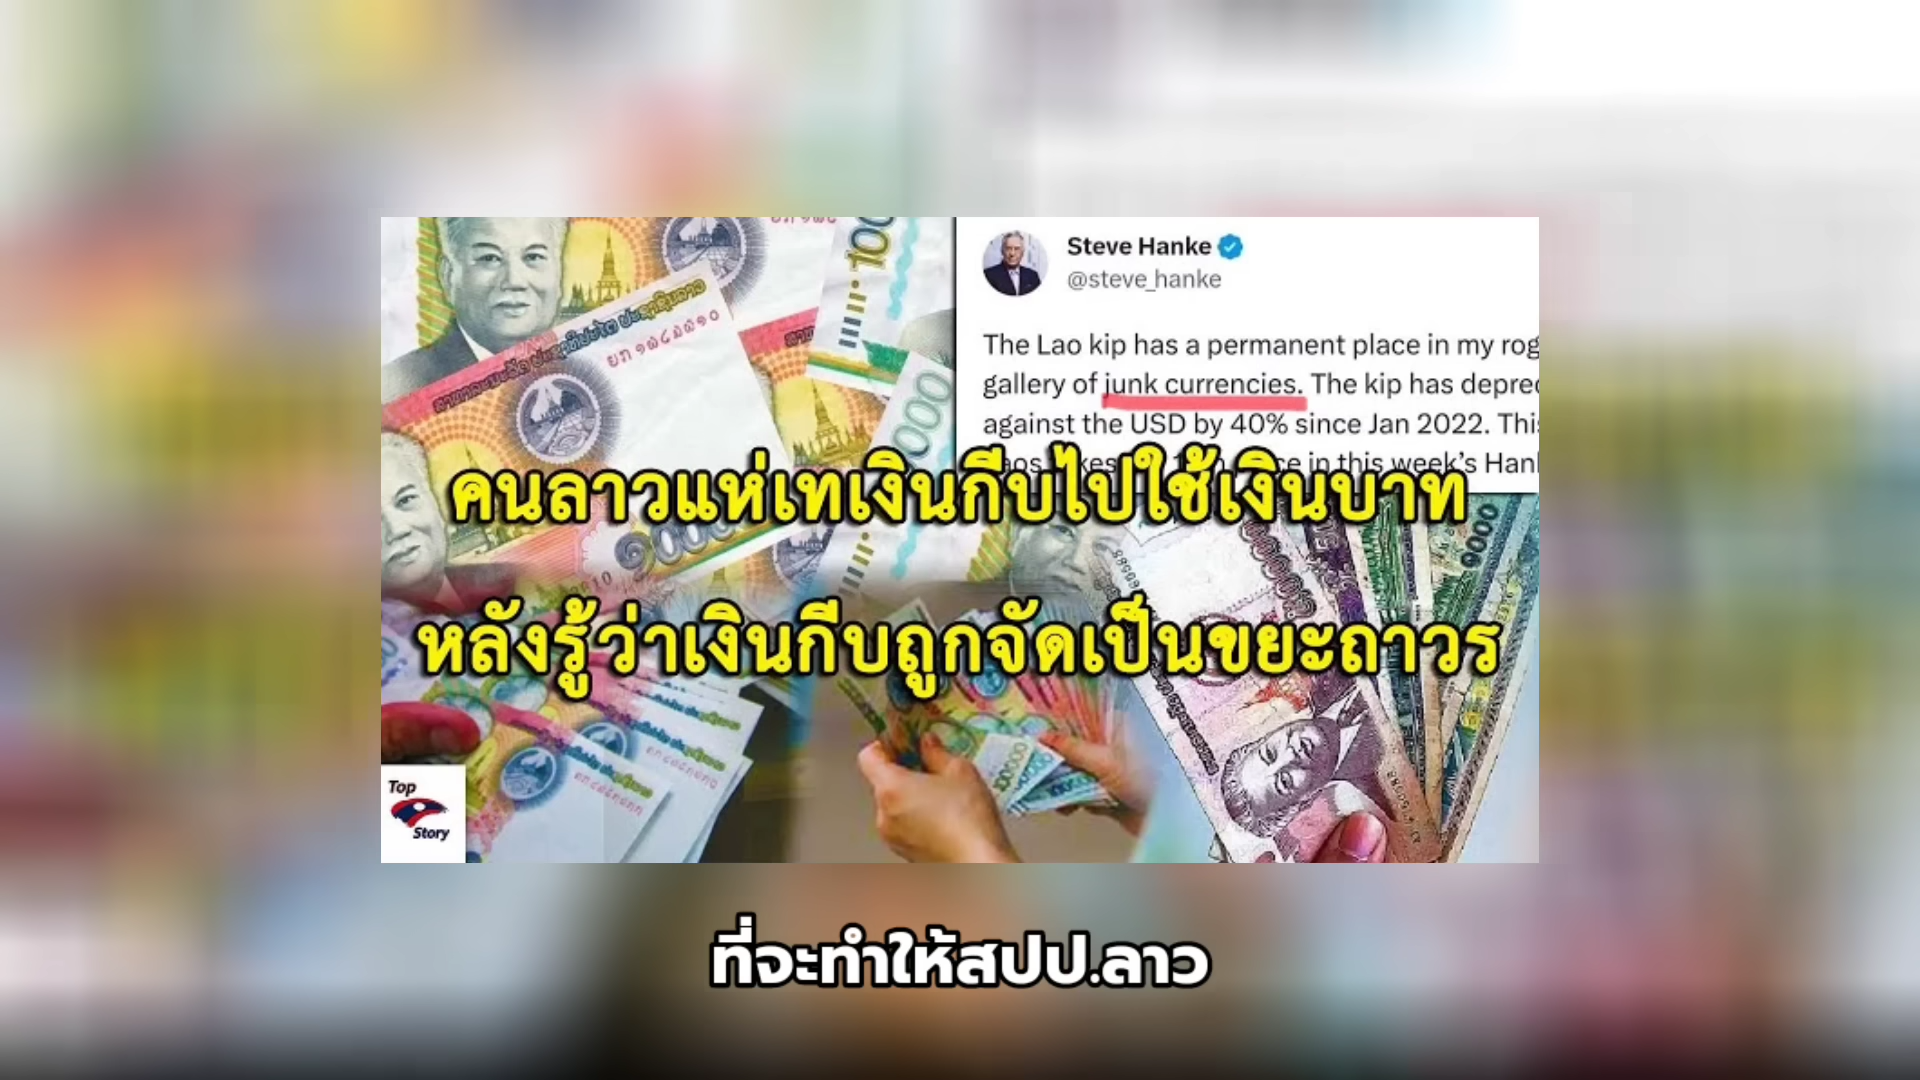 Steve Hanke
@steve_hanke
The Lao kip has a permanent place in my rog
gallery of junk currencies. The kip has depre
against the USD by 40% since Jan 2022. This
in this week's Hank
คนลาวแห่เทเงินกีบไปใช้เงินบาท
หลังรู้ว่าเงินกีบถูกจัดเป็นขยะถาวร
Top
Story
ที่จะทำให้สปป.ลาว